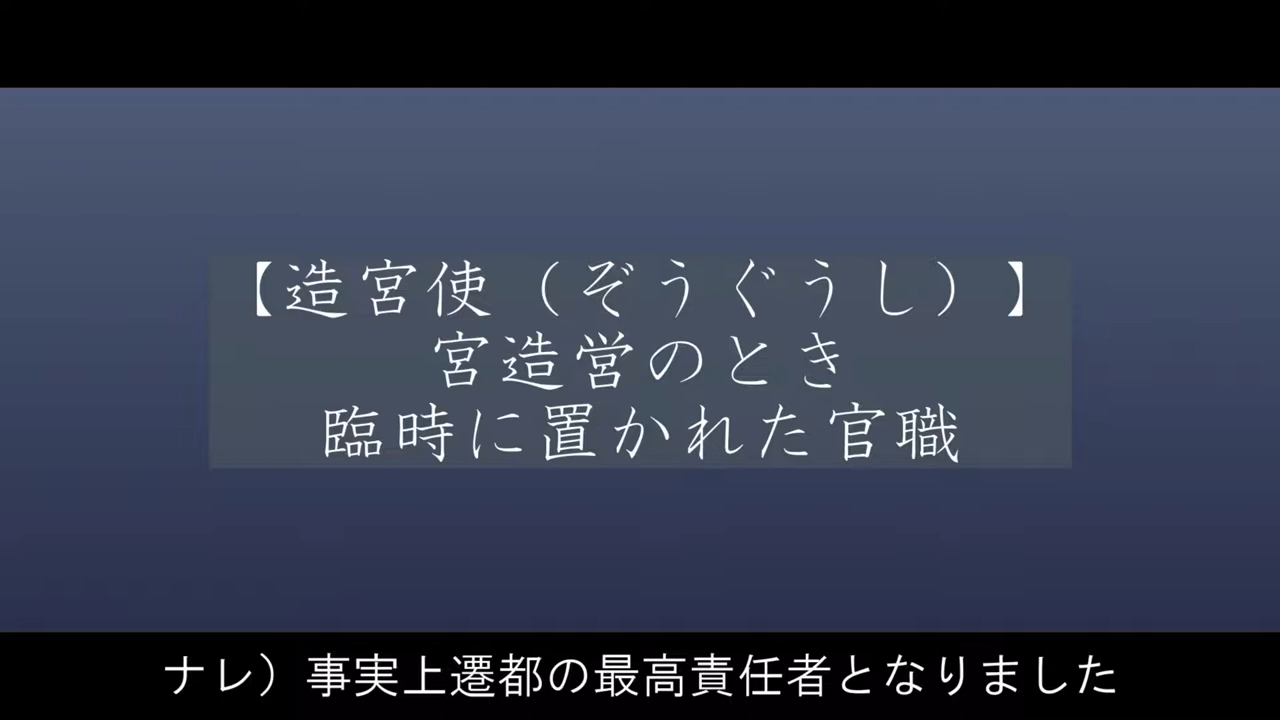 【造宮使（ぞうぐうし）】
宮造営のとき
臨時に置かれた官職
ナレ）事実上遷都の最高責任者となりました